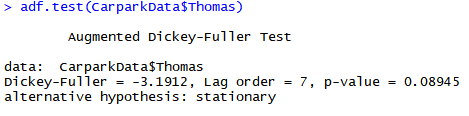 > adf.test(CarparkData$Thomas)
Augmented Dickey-Fuller Test
data:  CarparkData$Thomas
Dickey-Fuller = -3.1912, Lag order = 7, p-value = 0.08945
alternative hypothesis: stationary